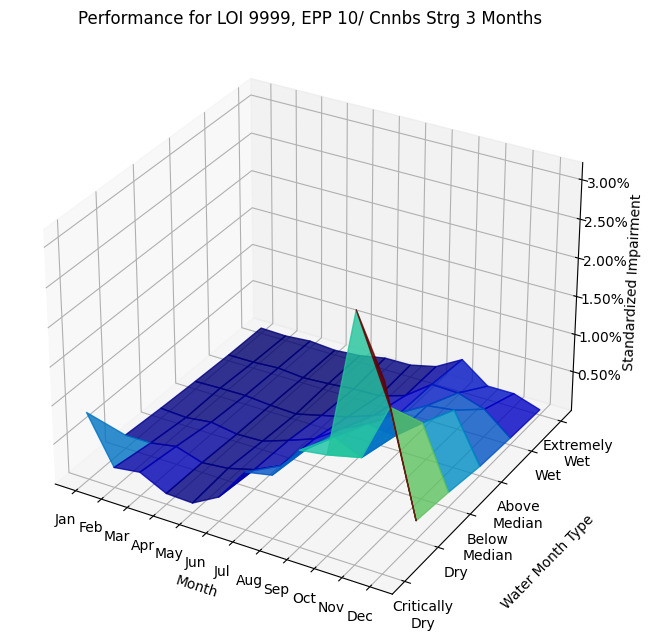 Performance for LOI 9999, EPP 10/ Cnnbs Strg 3 Months
3.00%
2.50%
2.00%
1.50%
1.00%
0.50%
Standardized Impairment
Extremely
Wet
Wet
Above
Median
Below
Median
Dry
Critically
Dry
Water Month Type
Jan
Feb
Mar
Apr
May
Jun
Jul
Aug
Sep
Oct
Nov
Dec
Month